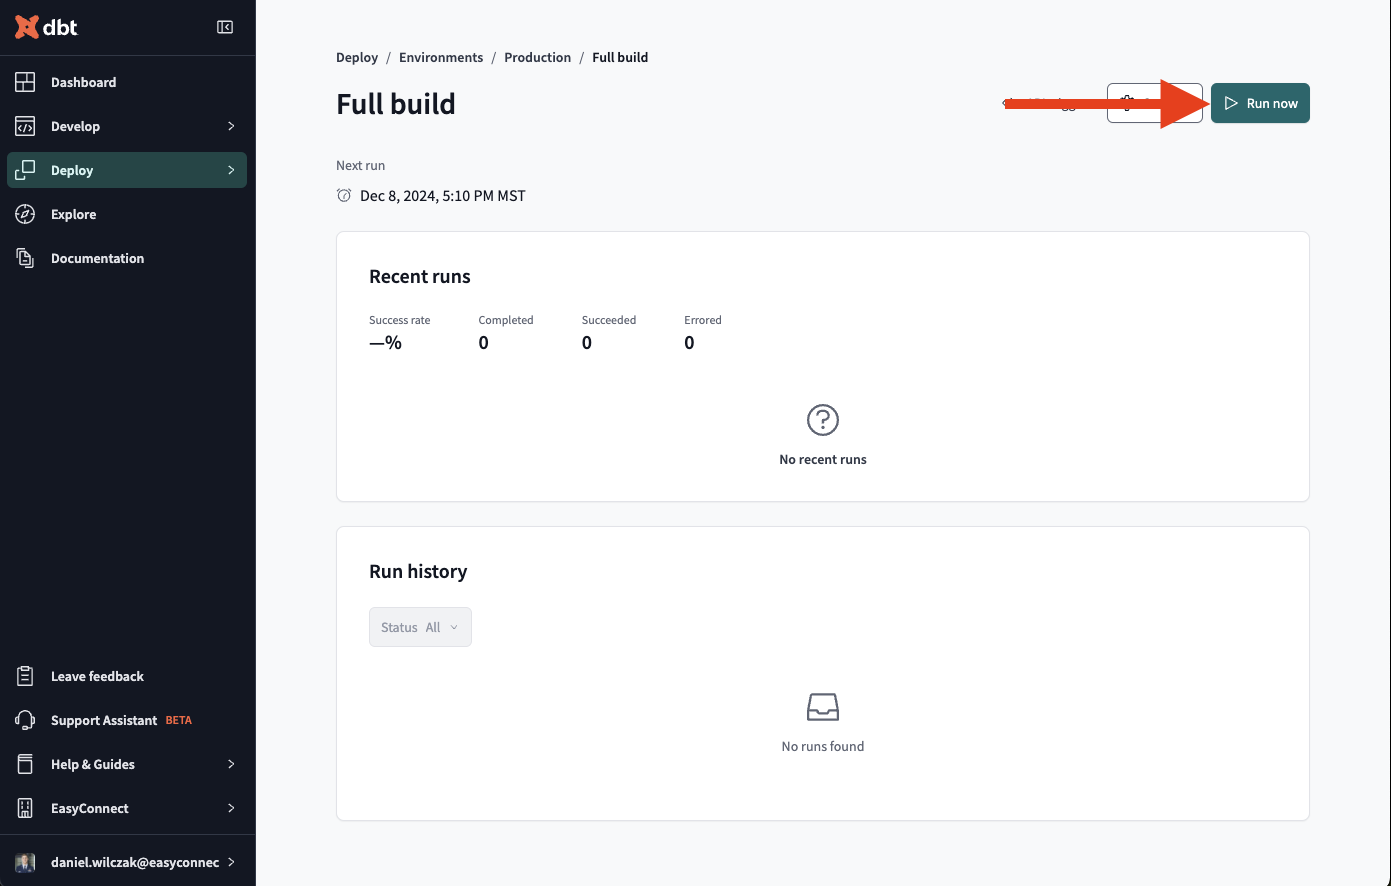 dbt
Dashboard
Develop
Deploy
Explore
Documentation
Leave feedback
Support Assistant BETA
Help & Guides
EasyConnect
daniel.wilczak@easyconnec
Deploy / Environments / Production / Full build
Full build
Run now
Next run
Dec 8, 2024, 5:10 PM MST
Recent runs
Success rate Completed Succeeded Errored
—% 0 0 0
No recent runs
Run history
Status All
No runs found